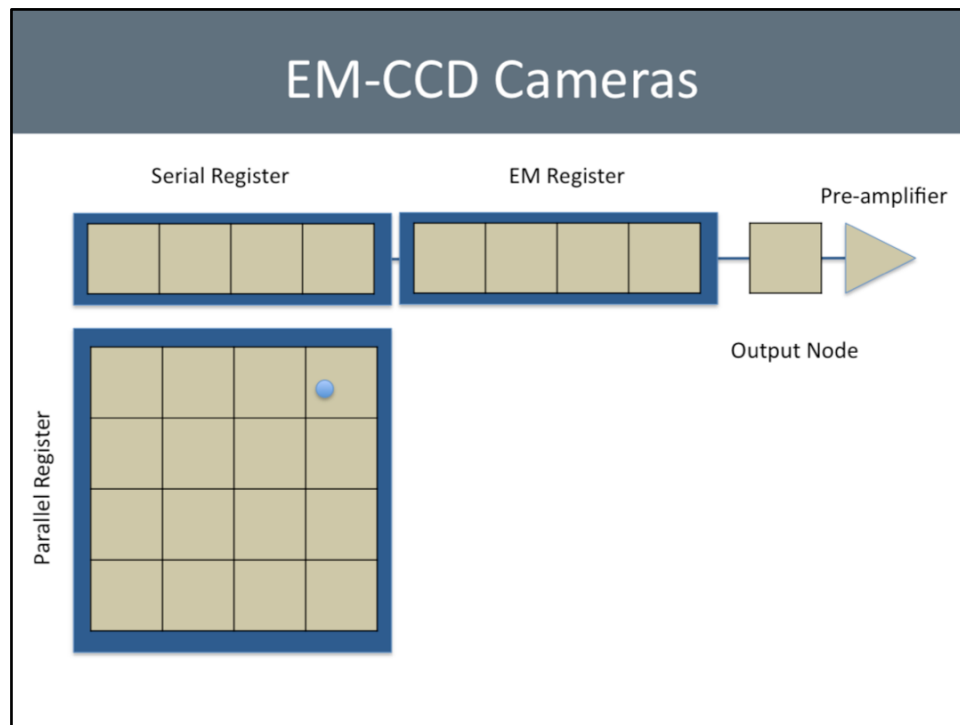 EM-CCD Cameras
Serial Register
EM Register
Pre-amplifier
Output Node
Parallel Register